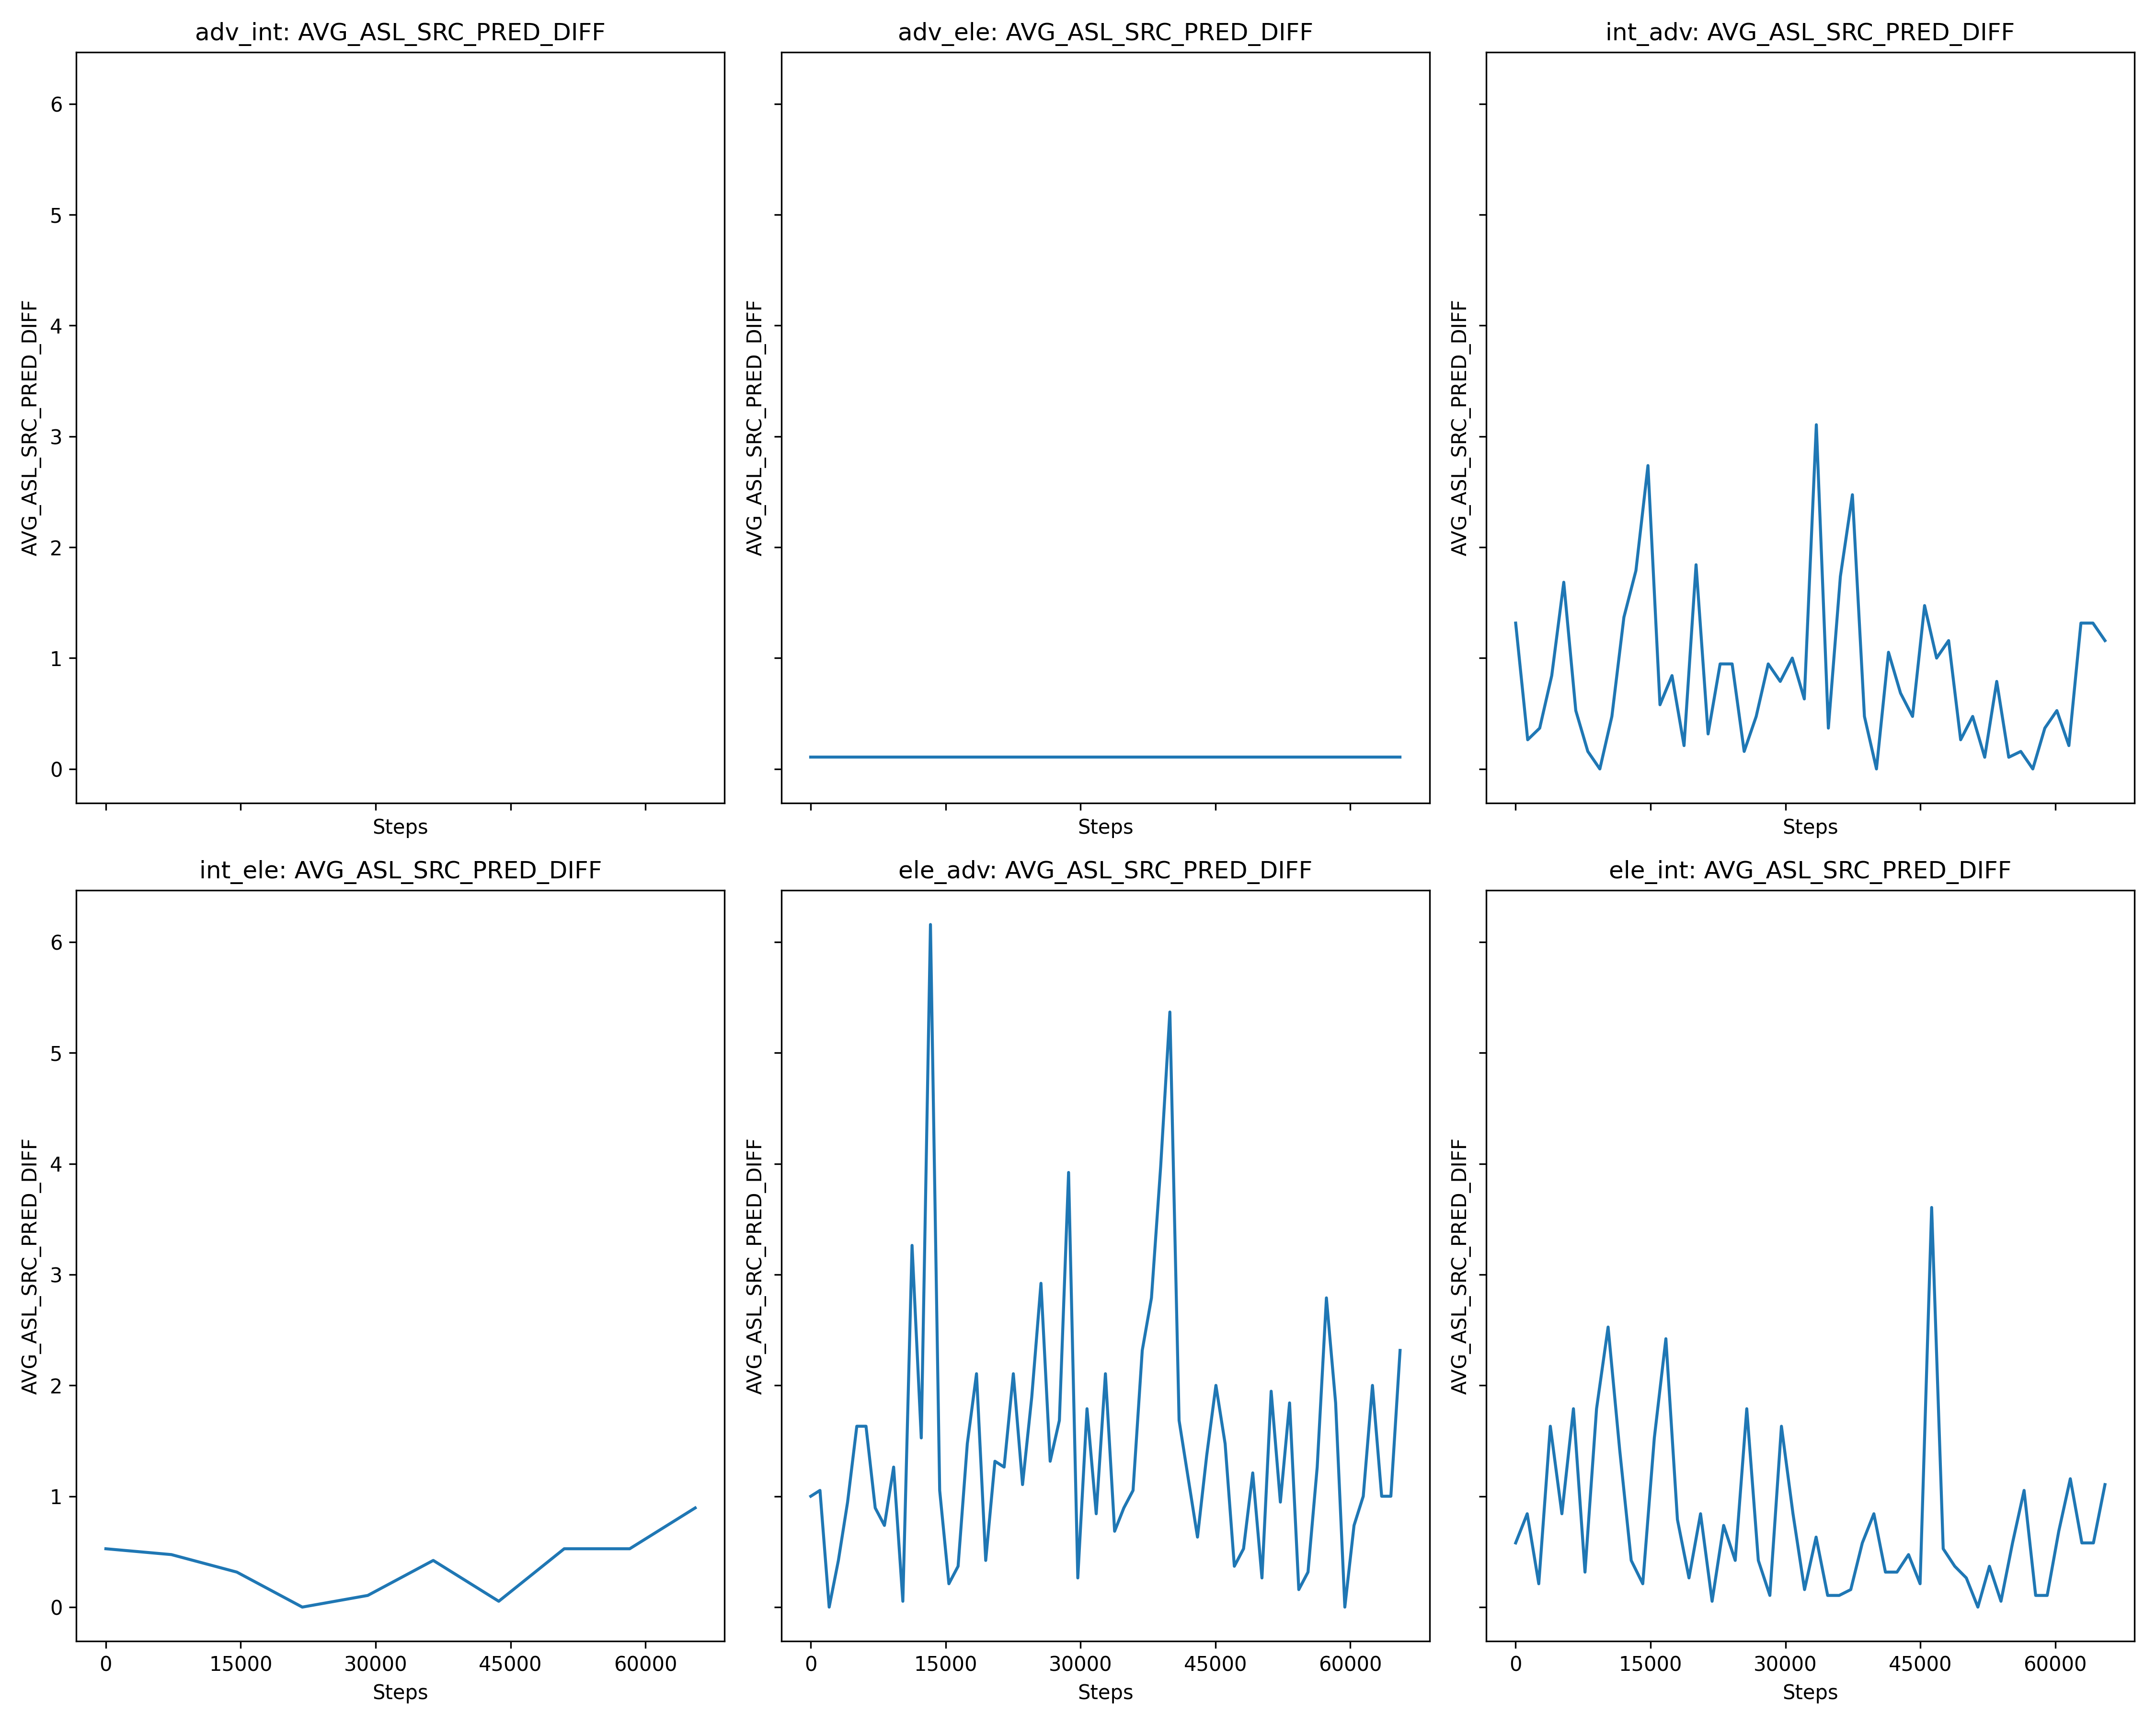 adv_int: AVG_ASL_SRC_PRED_DIFF
AVG_ASL_SRC_PRED_DIFF
6
5
4
3
2
1
0
Steps
adv_ele: AVG_ASL_SRC_PRED_DIFF
AVG_ASL_SRC_PRED_DIFF
Steps
int_adv: AVG_ASL_SRC_PRED_DIFF
AVG_ASL_SRC_PRED_DIFF
Steps
int_ele: AVG_ASL_SRC_PRED_DIFF
AVG_ASL_SRC_PRED_DIFF
6
5
4
3
2
1
0
0 15000 30000 45000 60000
Steps
ele_adv: AVG_ASL_SRC_PRED_DIFF
AVG_ASL_SRC_PRED_DIFF
0 15000 30000 45000 60000
Steps
ele_int: AVG_ASL_SRC_PRED_DIFF
AVG_ASL_SRC_PRED_DIFF
0 15000 30000 45000 60000
Steps